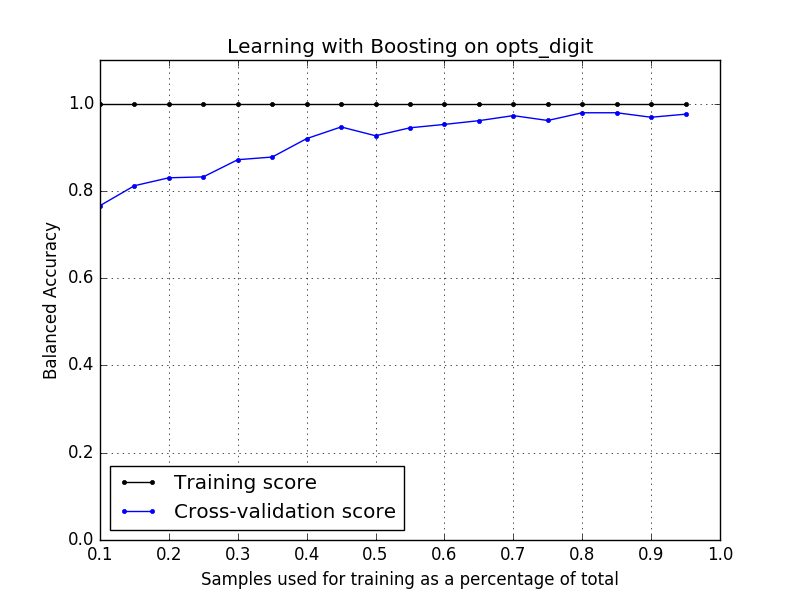 Learning with Boosting on opts_digit
Balanced Accuracy
1.0
0.8
0.6
0.4
0.2
0.0
Training score
Cross-validation score
0.1 0.2 0.3 0.4 0.5 0.6 0.7 0.8 0.9 1.0
Samples used for training as a percentage of total